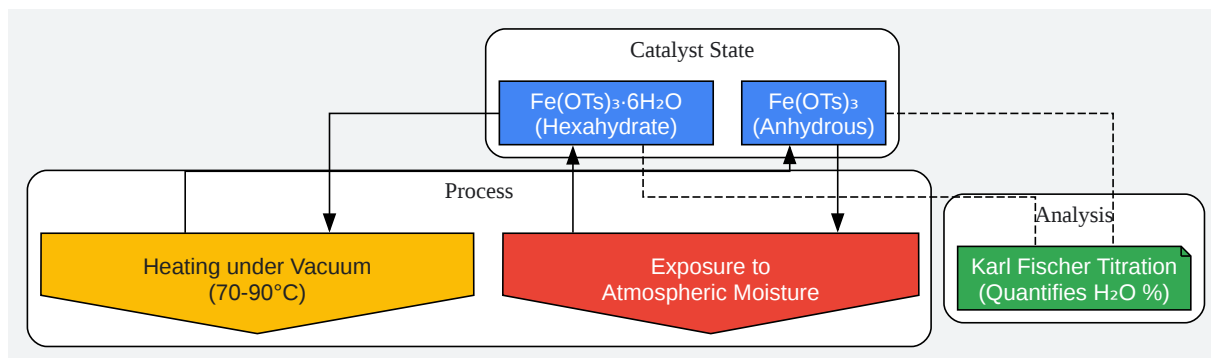 Catalyst State
Fe(OTs)₃·6H₂O
(Hexahydrate)
Fe(OTs)₃
(Anhydrous)
Process
Heating under Vacuum
(70-90°C)
Exposure to
Atmospheric Moisture
Analysis
Karl Fischer Titration
(Quantifies H₂O %)